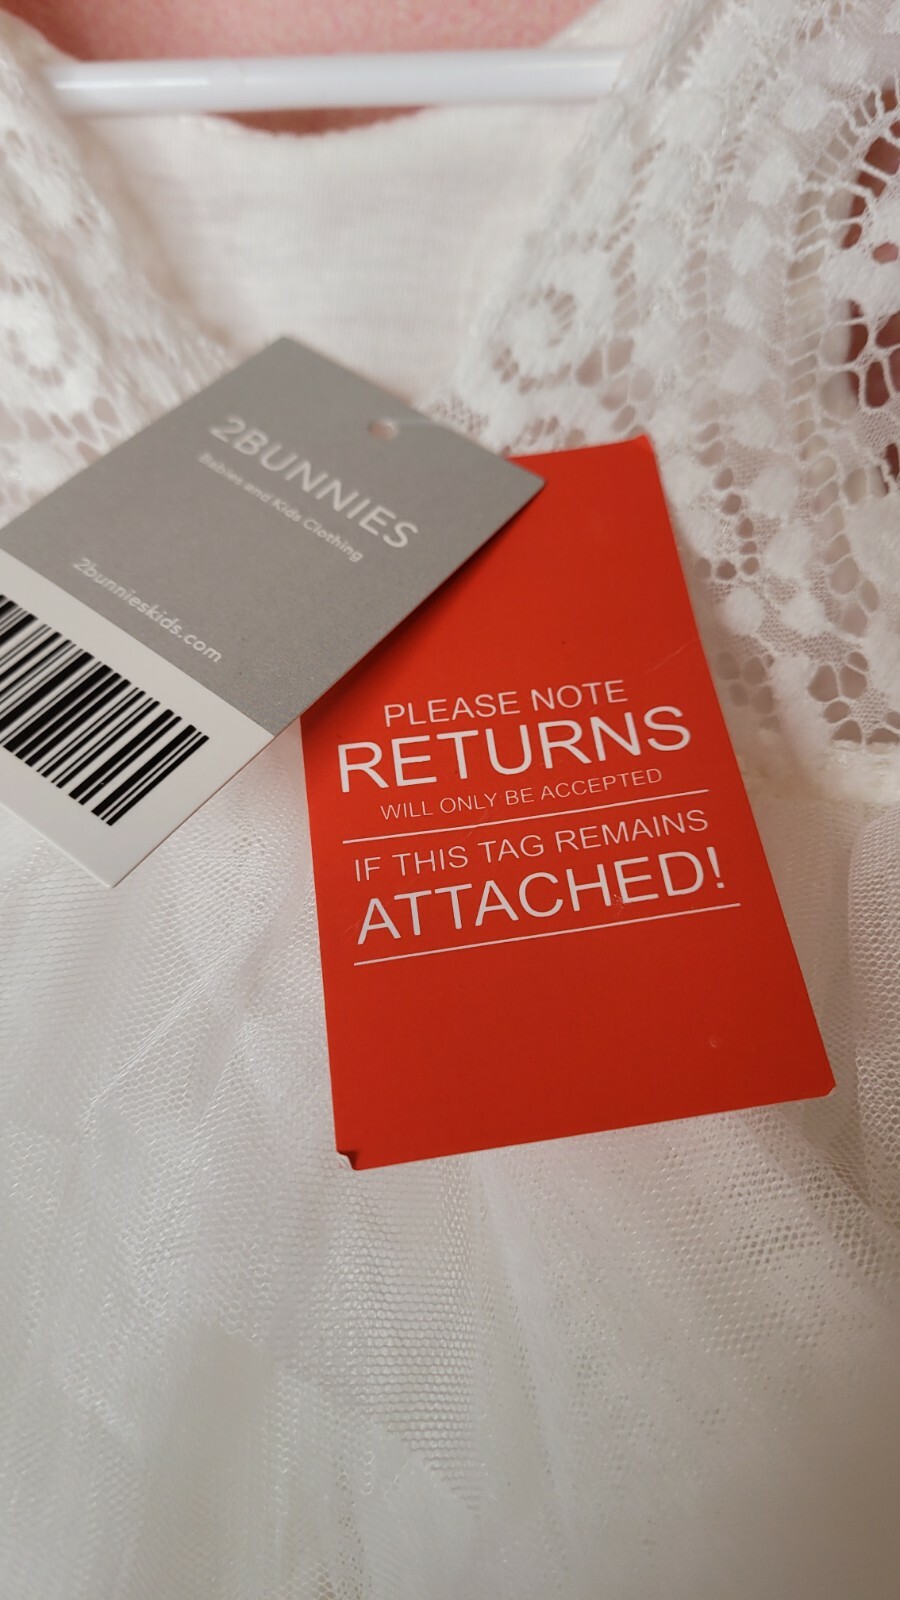 2BUNNIES
Babies and Kids Clothing
2bunnieskids.com
PLEASE NOTE
RETURNS
WILL ONLY BE ACCEPTED
IF THIS TAG REMAINS
ATTACHED!